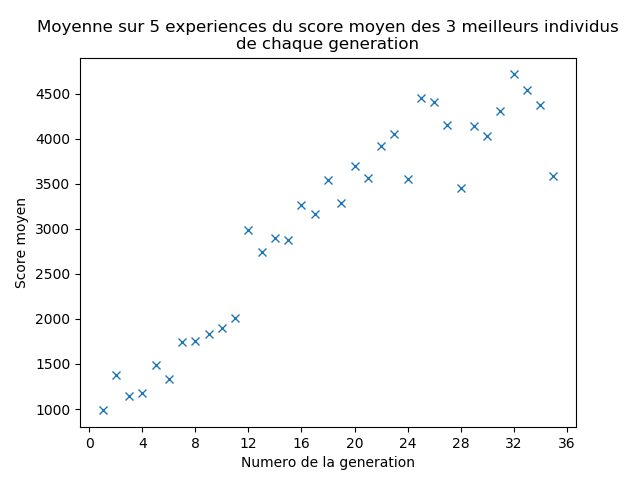 Moyenne sur 5 experiences du score moyen des 3 meilleurs individus
de chaque generation
4500
4000
3500
3000
2500
2000
1500
1000
Score moyen
0 4 8 12 16 20 24 28 32 36
Numero de la generation